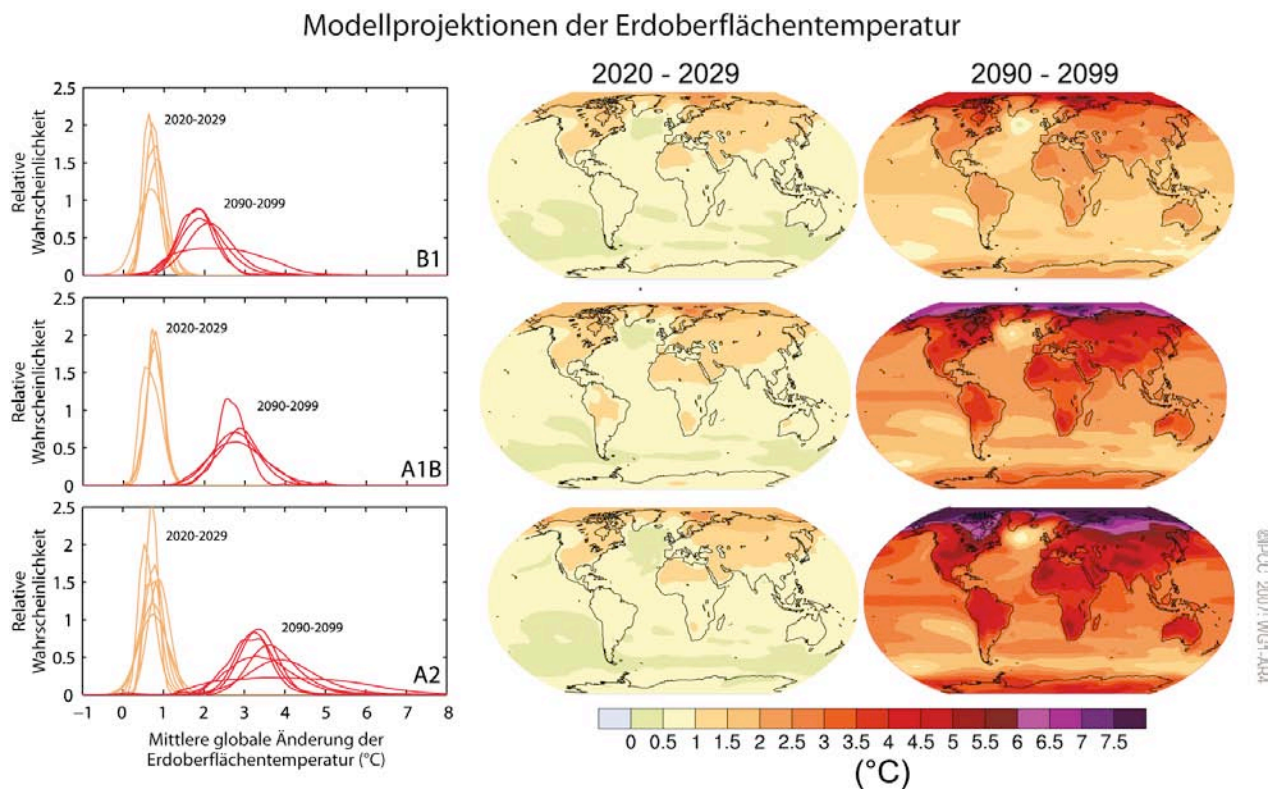 Modellprojektionen der Erdoberflächentemperatur
2020 - 2029
2090 - 2099
Relative
Wahrscheinlichkeit
2.5
2
1.5
1
0.5
0
2020-2029
2090-2099
B1
Relative
Wahrscheinlichkeit
2.5
2
1.5
1
0.5
0
2020-2029
2090-2099
A1B
Relative
Wahrscheinlichkeit
2.5
2
1.5
1
0.5
0
2020-2029
2090-2099
A2
−1 0 1 2 3 4 5 6 7 8
Mittlere globale Änderung der
Erdoberflächentemperatur (°C)
0 0.5 1 1.5 2 2.5 3 3.5 4 4.5 5 5.5 6 6.5 7 7.5
(°C)
©IPCC 2007: WG1-AR4